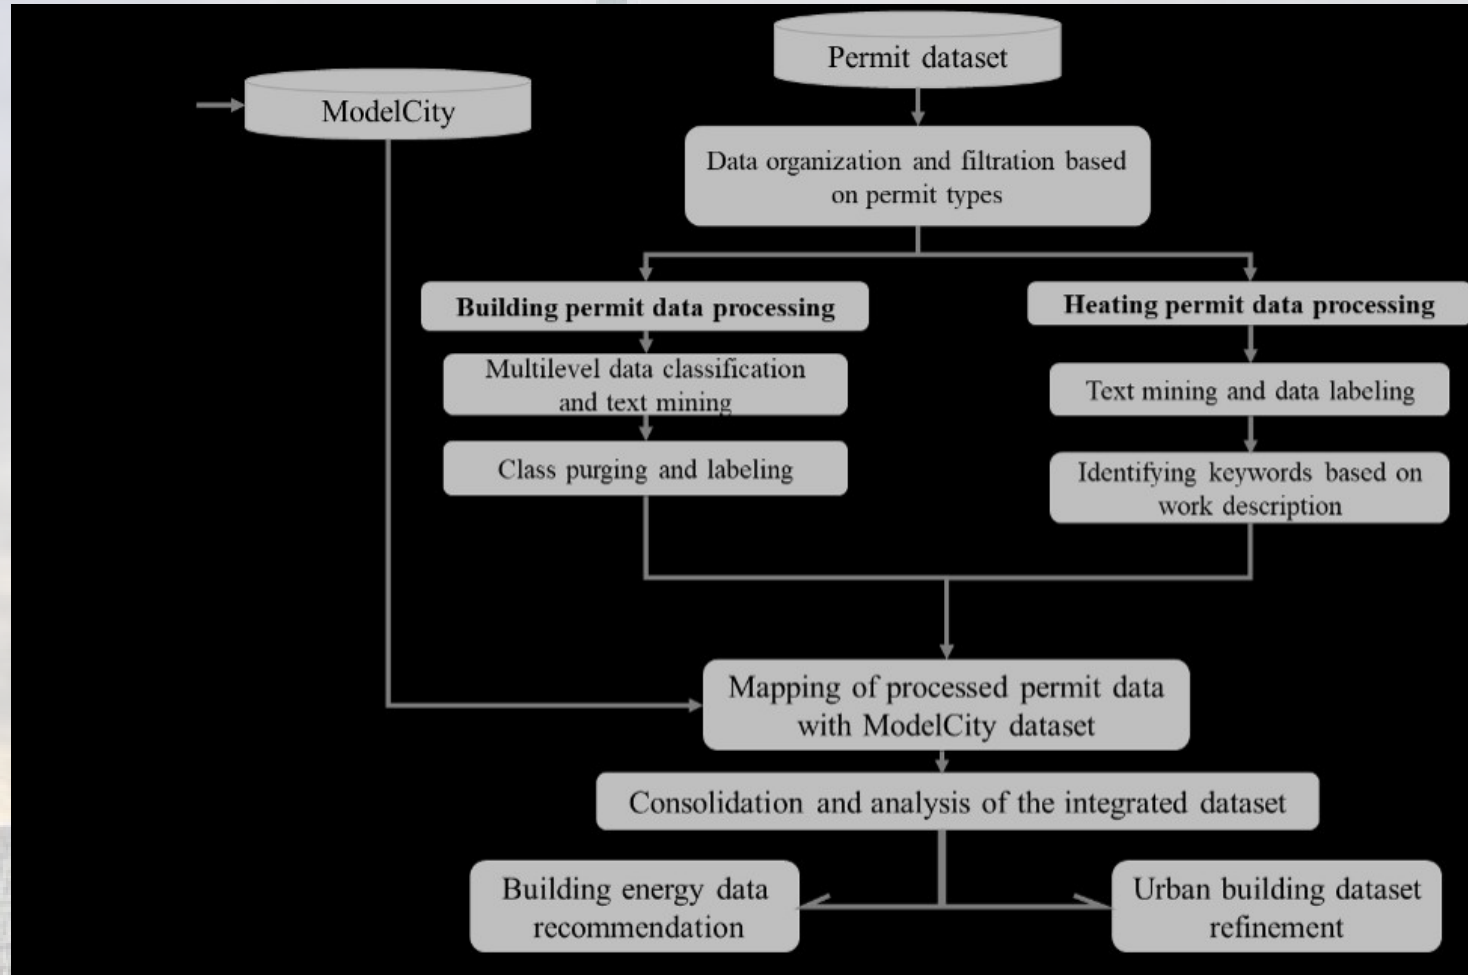 Permit dataset
ModelCity
Data organization and filtration based
on permit types
Building permit data processing
Heating permit data processing
Multilevel data classification
and text mining
Text mining and data labeling
Class purging and labeling
Identifying keywords based on
work description
Mapping of processed permit data
with ModelCity dataset
Consolidation and analysis of the integrated dataset
Building energy data
recommendation
Urban building dataset
refinement